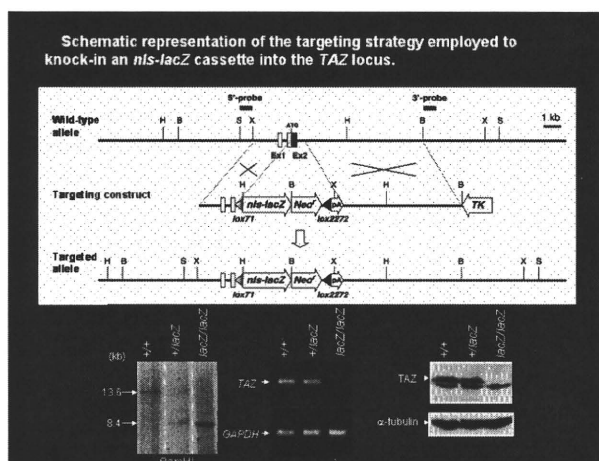 Schematic representation of the targeting strategy employed to
knock-in an nls-lacZ cassette into the TAZ locus.
5'-probe 3'-probe
Wild-type
allele
H B S X ATG H B X S 1 kb
Ex1 Ex2
Targeting construct
H B X H B
nls-lacZ Neoʳ pA TK
lox71 lox2272
Targeted
allele
H B S X H B X H B X S
nls-lacZ Neoʳ pA
lox71 lox2272
(kb) +/+ +/lacZ lacZ/lacZ
13.6
8.4
+/+ +/lacZ lacZ/lacZ
TAZ
GAPDH
+/+ +/lacZ lacZ/lacZ
TAZ
α-tubulin